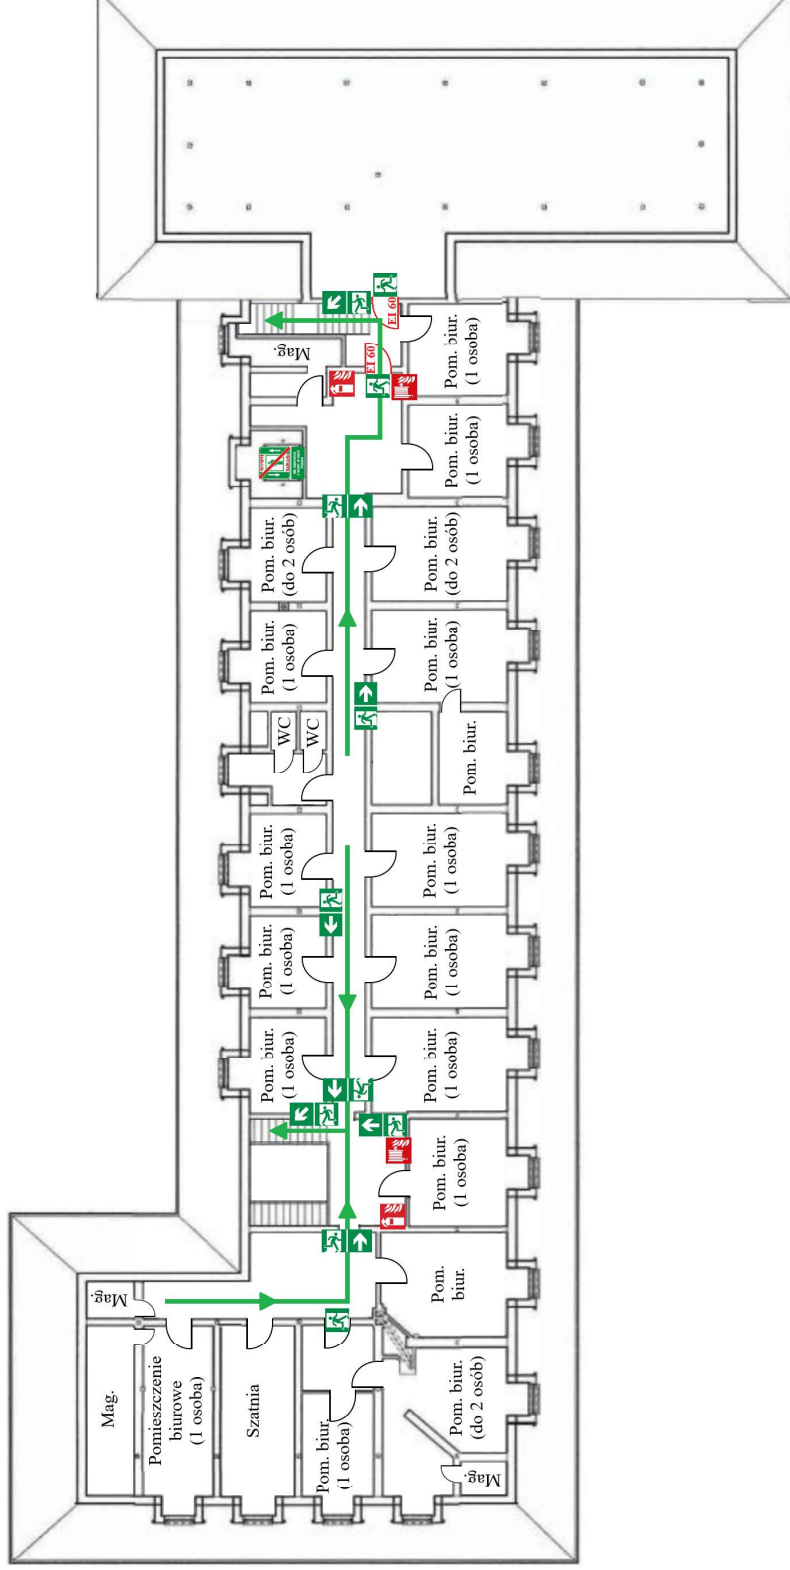 EI 60
EI 60
Mag.
Pom. biur.
(1 osoba)
Pom. biur.
(1 osoba)
Pom. biur.
(do 2 osób)
Pom. biur.
(do 2 osób)
Pom. biur.
(1 osoba)
Pom. biur.
(1 osoba)
WC
WC
Pom. biur.
Pom. biur.
(1 osoba)
Pom. biur.
(1 osoba)
Pom. biur.
(1 osoba)
Pom. biur.
(1 osoba)
Pom. biur.
(1 osoba)
Pom. biur.
(1 osoba)
Pom. biur.
(1 osoba)
Pom.
biur.
Mag.
Mag.
Pomieszczenie
biurowe
(1 osoba)
Szatnia
Pom. biur.
(1 osoba)
Pom. biur.
(do 2 osób)
Mag.